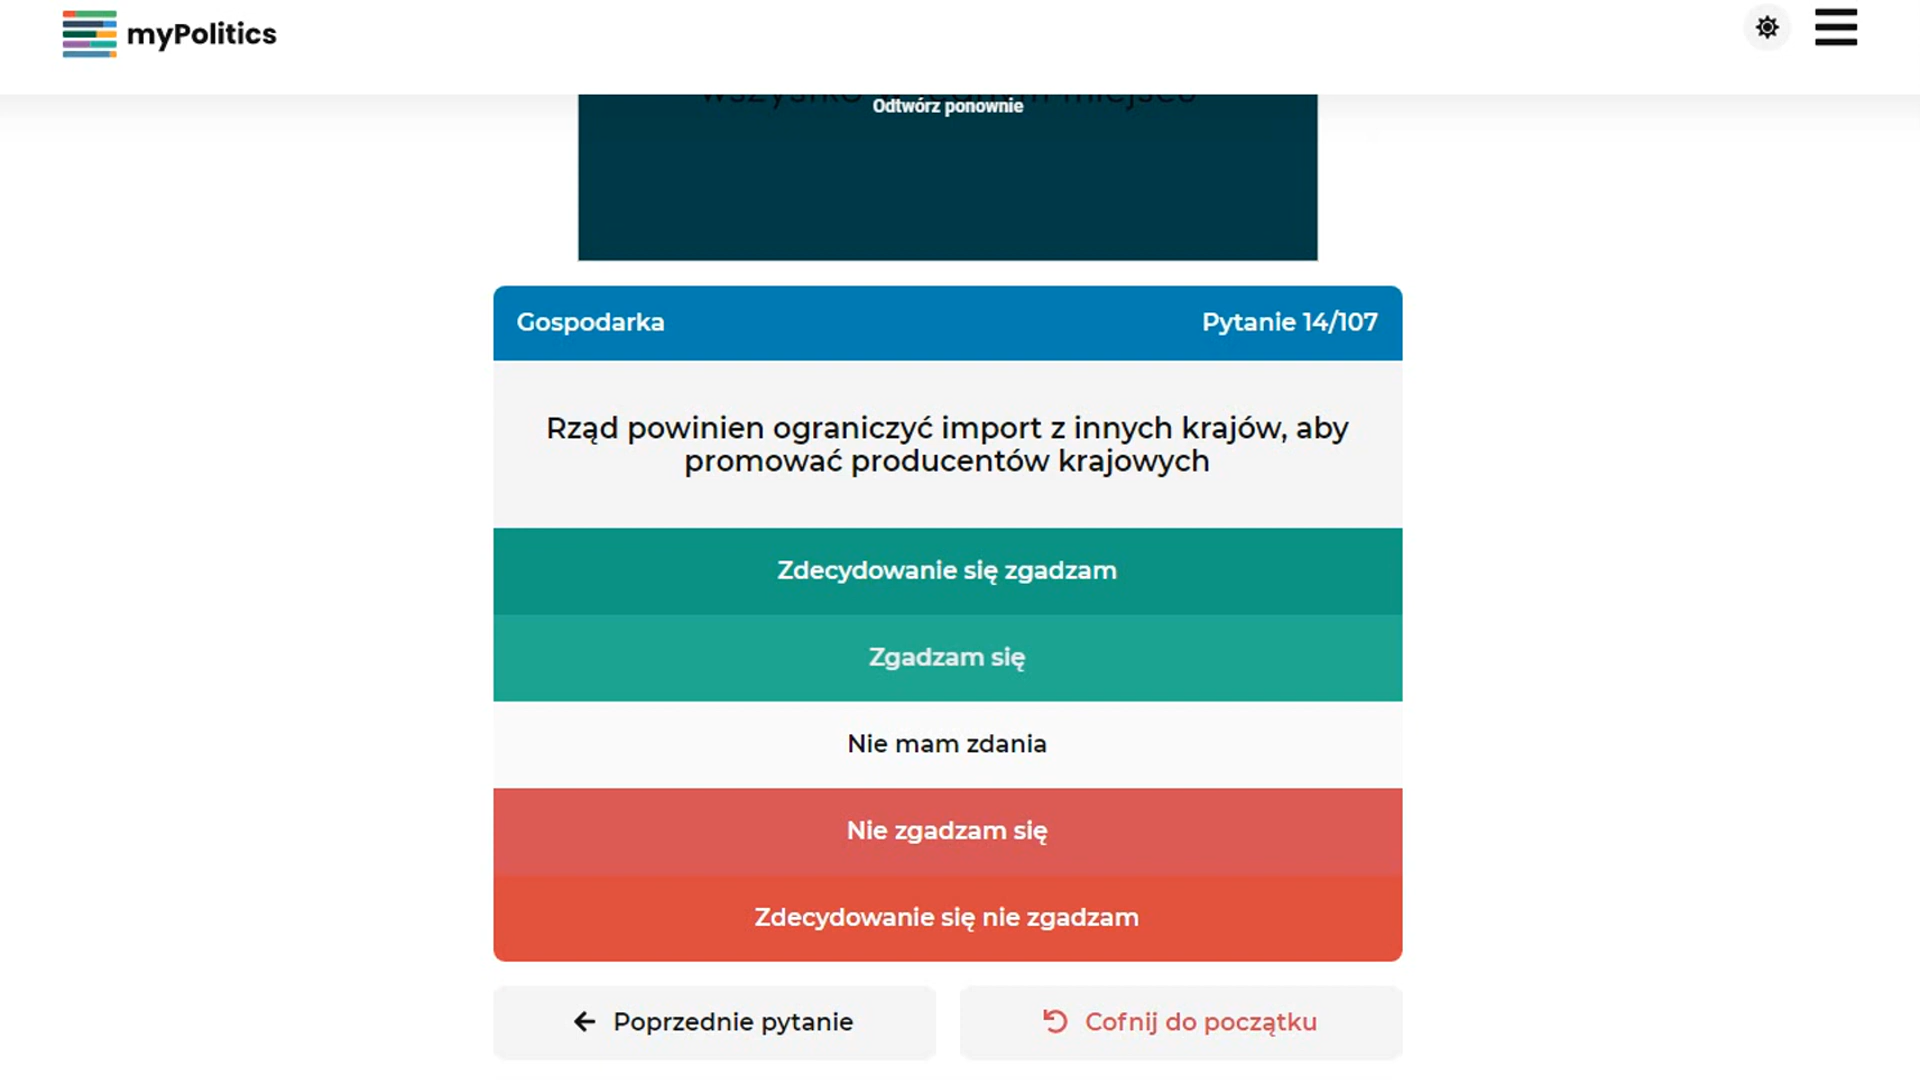 myPolitics
Odtwórz ponownie
Gospodarka
Pytanie 14/107
Rząd powinien ograniczyć import z innych krajów, aby
promować producentów krajowych
Zdecydowanie się zgadzam
Zgadzam się
Nie mam zdania
Nie zgadzam się
Zdecydowanie się nie zgadzam
Poprzednie pytanie
Cofnij do początku